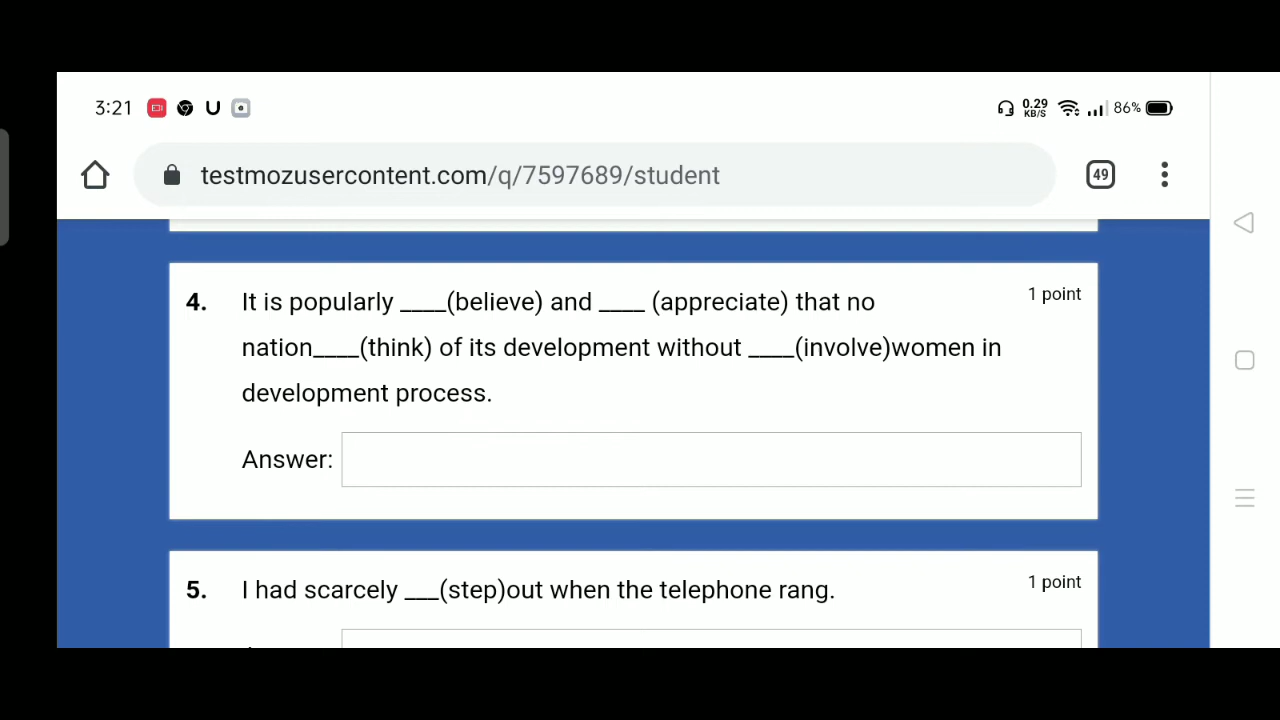 3:21 U 0.29 KB/S 86%
testmozusercontent.com/q/7597689/student 49
4. It is popularly ____(believe) and ____ (appreciate) that no 1 point
nation____(think) of its development without ____(involve)women in
development process.
Answer:
5. I had scarcely ___(step)out when the telephone rang. 1 point